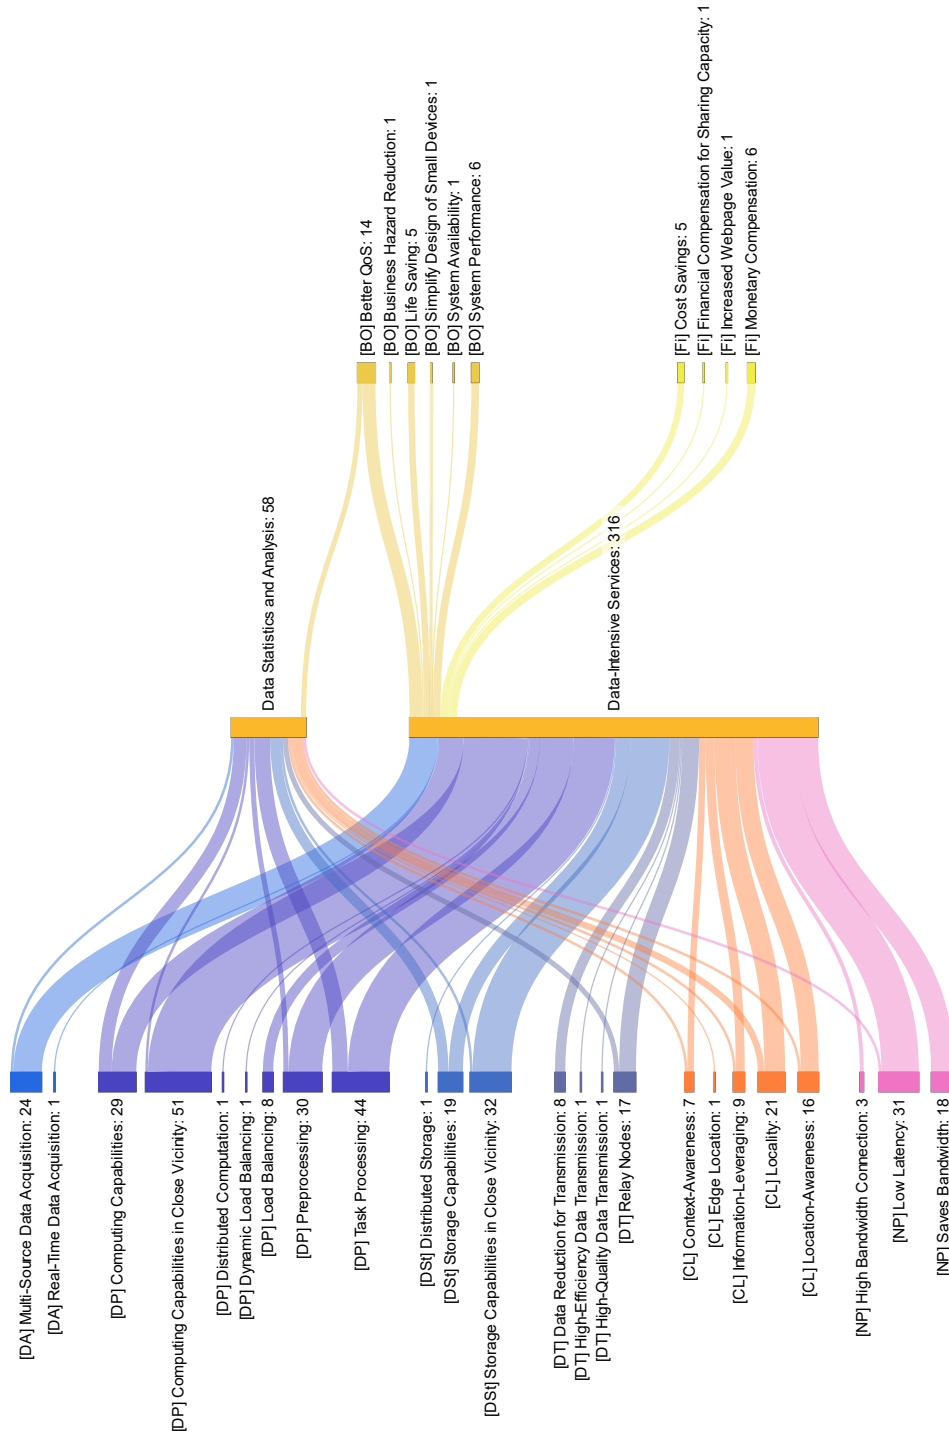 [DA] Multi-Source Data Acquisition: 24
[DA] Real-Time Data Acquisition: 1
[DP] Computing Capabilities: 29
[DP] Computing Capabilities in Close Vicinity: 51
[DP] Distributed Computation: 1
[DP] Dynamic Load Balancing: 1
[DP] Load Balancing: 8
[DP] Preprocessing: 30
[DP] Task Processing: 44
[DSt] Distributed Storage: 1
[DSt] Storage Capabilities: 19
[DSt] Storage Capabilities in Close Vicinity: 32
[DT] Data Reduction for Transmission: 8
[DT] High-Efficiency Data Transmission: 1
[DT] High-Quality Data Transmission: 1
[DT] Relay Nodes: 17
[CL] Context-Awareness: 7
[CL] Edge Location: 1
[CL] Information-Leveraging: 9
[CL] Locality: 21
[CL] Location-Awareness: 16
[NP] High Bandwidth Connection: 3
[NP] Low Latency: 31
[NP] Saves Bandwidth: 18
Data Statistics and Analysis: 58
Data-Intensive Services: 316
[BO] Better QoS: 14
[BO] Business Hazard Reduction: 1
[BO] Life Saving: 5
[BO] Simplify Design of Small Devices: 1
[BO] System Availability: 1
[BO] System Performance: 6
[Fi] Cost Savings: 5
[Fi] Financial Compensation for Sharing Capacity: 1
[Fi] Increased Webpage Value: 1
[Fi] Monetary Compensation: 6